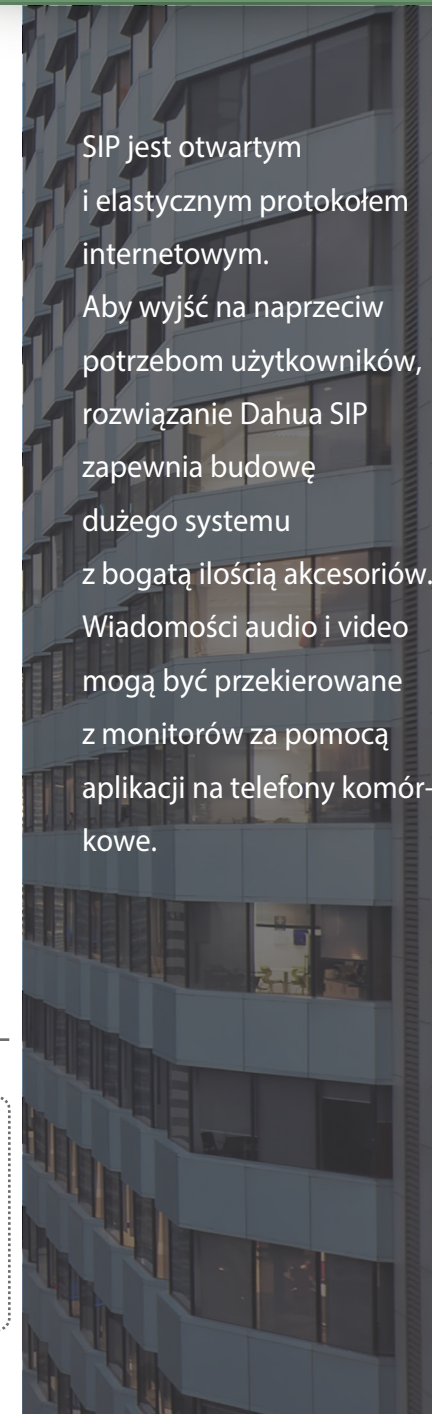 SIP jest otwartym
i elastycznym protokołem
internetowym.
Aby wyjść na naprzeciw
potrzebom użytkowników,
rozwiązanie Dahua SIP
zapewnia budowę
dużego systemu
z bogatą ilością akcesoriów.
Wiadomości audio i video
mogą być przekierowane
z monitorów za pomocą
aplikacji na telefony komór-
kowe.